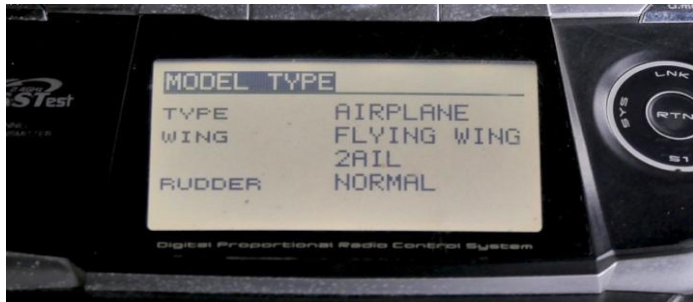 MODEL TYPE
TYPE AIRPLANE
WING FLYING WING
2AIL
RUDDER NORMAL
Digital Proportional Radio Control System
LNK
SYS
RTN
S1